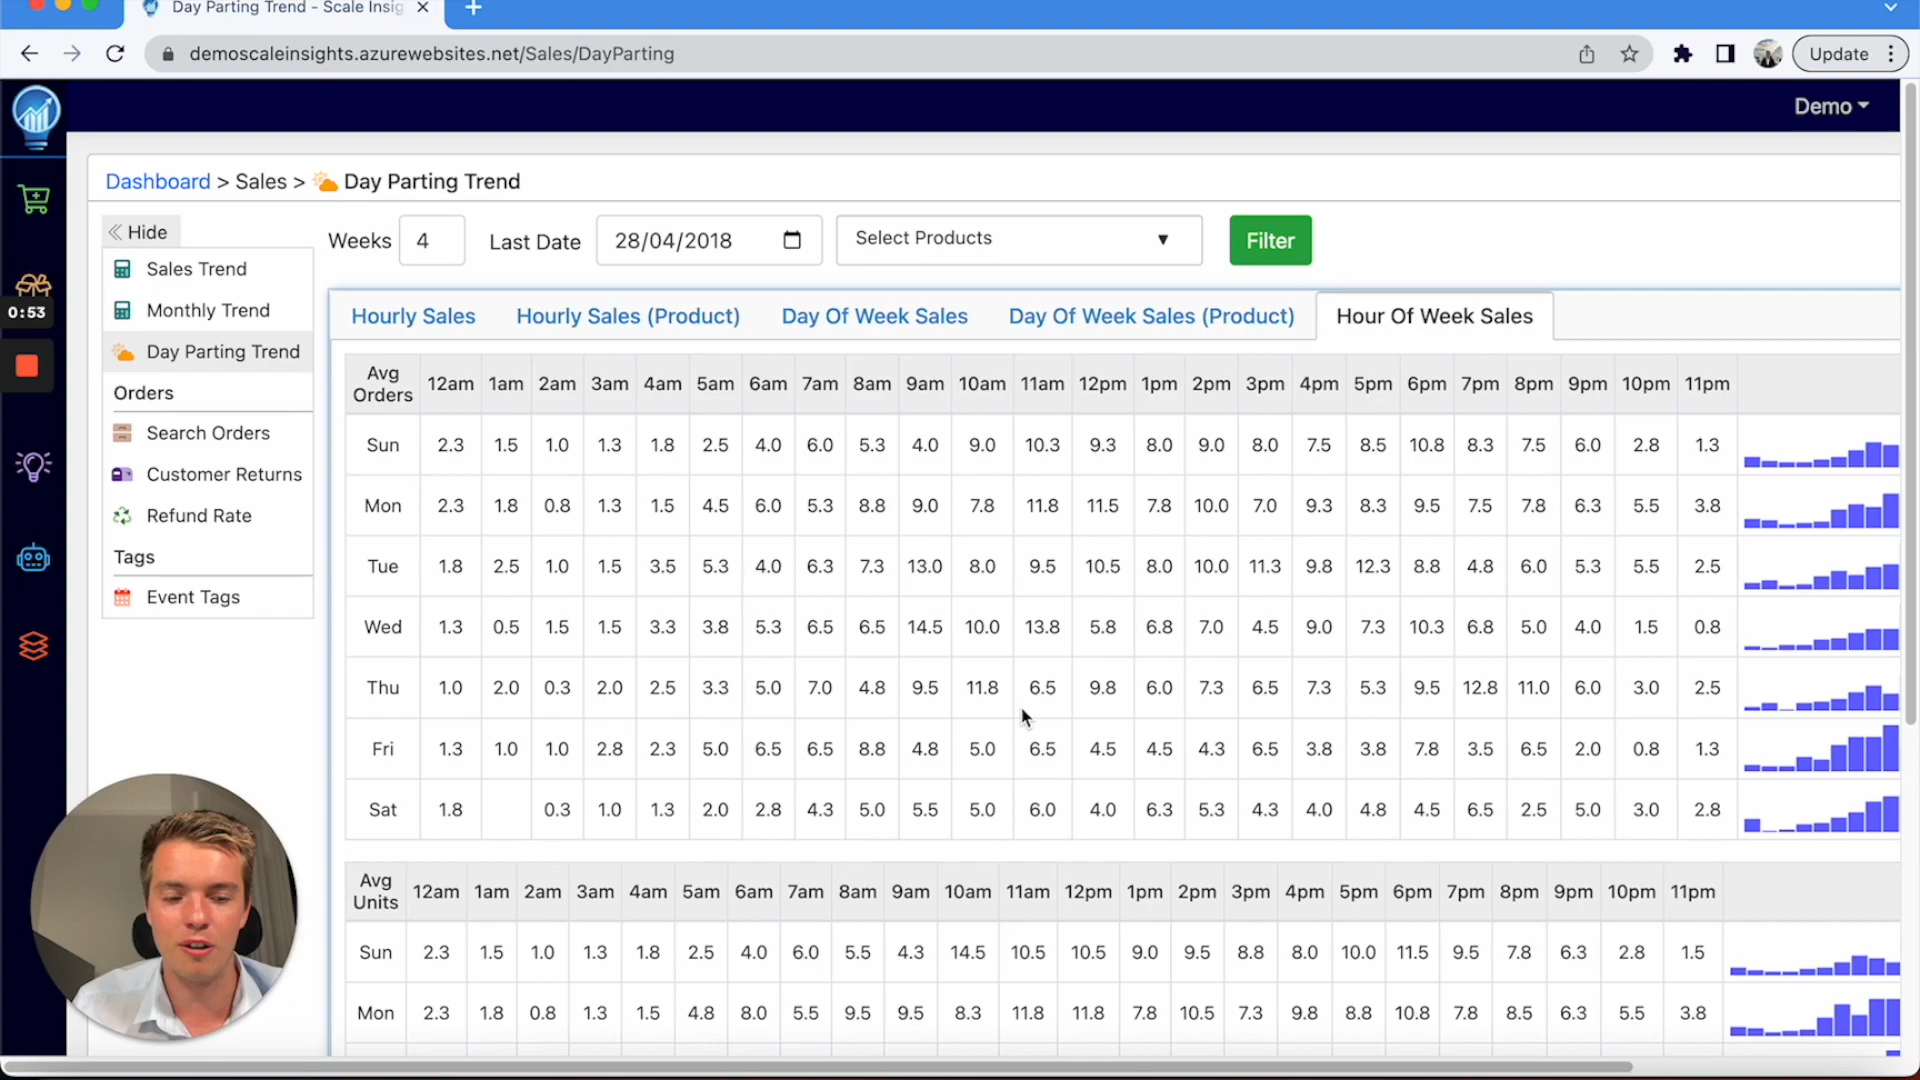 Day Parting Trend - Scale Insig
demoscaleinsights.azurewebsites.net/Sales/DayParting
Update
Demo
Dashboard > Sales > Day Parting Trend
Hide
Weeks 4 Last Date 28/04/2018 Select Products Filter
0:53
Sales Trend
Monthly Trend
Day Parting Trend
Orders
Search Orders
Customer Returns
Refund Rate
Tags
Event Tags
Hourly Sales Hourly Sales (Product) Day Of Week Sales Day Of Week Sales (Product) Hour Of Week Sales
Avg Orders 12am 1am 2am 3am 4am 5am 6am 7am 8am 9am 10am 11am 12pm 1pm 2pm 3pm 4pm 5pm 6pm 7pm 8pm 9pm 10pm 11pm
Sun 2.3 1.5 1.0 1.3 1.8 2.5 4.0 6.0 5.3 4.0 9.0 10.3 9.3 8.0 9.0 8.0 7.5 8.5 10.8 8.3 7.5 6.0 2.8 1.3
Mon 2.3 1.8 0.8 1.3 1.5 4.5 6.0 5.3 8.8 9.0 7.8 11.8 11.5 7.8 10.0 7.0 9.3 8.3 9.5 7.5 7.8 6.3 5.5 3.8
Tue 1.8 2.5 1.0 1.5 3.5 5.3 4.0 6.3 7.3 13.0 8.0 9.5 10.5 8.0 10.0 11.3 9.8 12.3 8.8 4.8 6.0 5.3 5.5 2.5
Wed 1.3 0.5 1.5 1.5 3.3 3.8 5.3 6.5 6.5 14.5 10.0 13.8 5.8 6.8 7.0 4.5 9.0 7.3 10.3 6.8 5.0 4.0 1.5 0.8
Thu 1.0 2.0 0.3 2.0 2.5 3.3 5.0 7.0 4.8 9.5 11.8 6.5 9.8 6.0 7.3 6.5 7.3 5.3 9.5 12.8 11.0 6.0 3.0 2.5
Fri 1.3 1.0 1.0 2.8 2.3 5.0 6.5 6.5 8.8 4.8 5.0 6.5 4.5 4.5 4.3 6.5 3.8 3.8 7.8 3.5 6.5 2.0 0.8 1.3
Sat 1.8 0.3 1.0 1.3 2.0 2.8 4.3 5.0 5.5 5.0 6.0 4.0 6.3 5.3 4.3 4.0 4.8 4.5 6.5 2.5 5.0 3.0 2.8
Avg Units 12am 1am 2am 3am 4am 5am 6am 7am 8am 9am 10am 11am 12pm 1pm 2pm 3pm 4pm 5pm 6pm 7pm 8pm 9pm 10pm 11pm
Sun 2.3 1.5 1.0 1.3 1.8 2.5 4.0 6.0 5.5 4.3 14.5 10.5 10.5 9.0 9.5 8.8 8.0 10.0 11.5 9.5 7.8 6.3 2.8 1.5
Mon 2.3 1.8 0.8 1.3 1.5 4.8 8.0 5.5 9.5 9.5 8.3 11.8 11.8 7.8 10.5 7.3 9.8 8.8 10.8 7.8 8.5 6.3 5.5 3.8